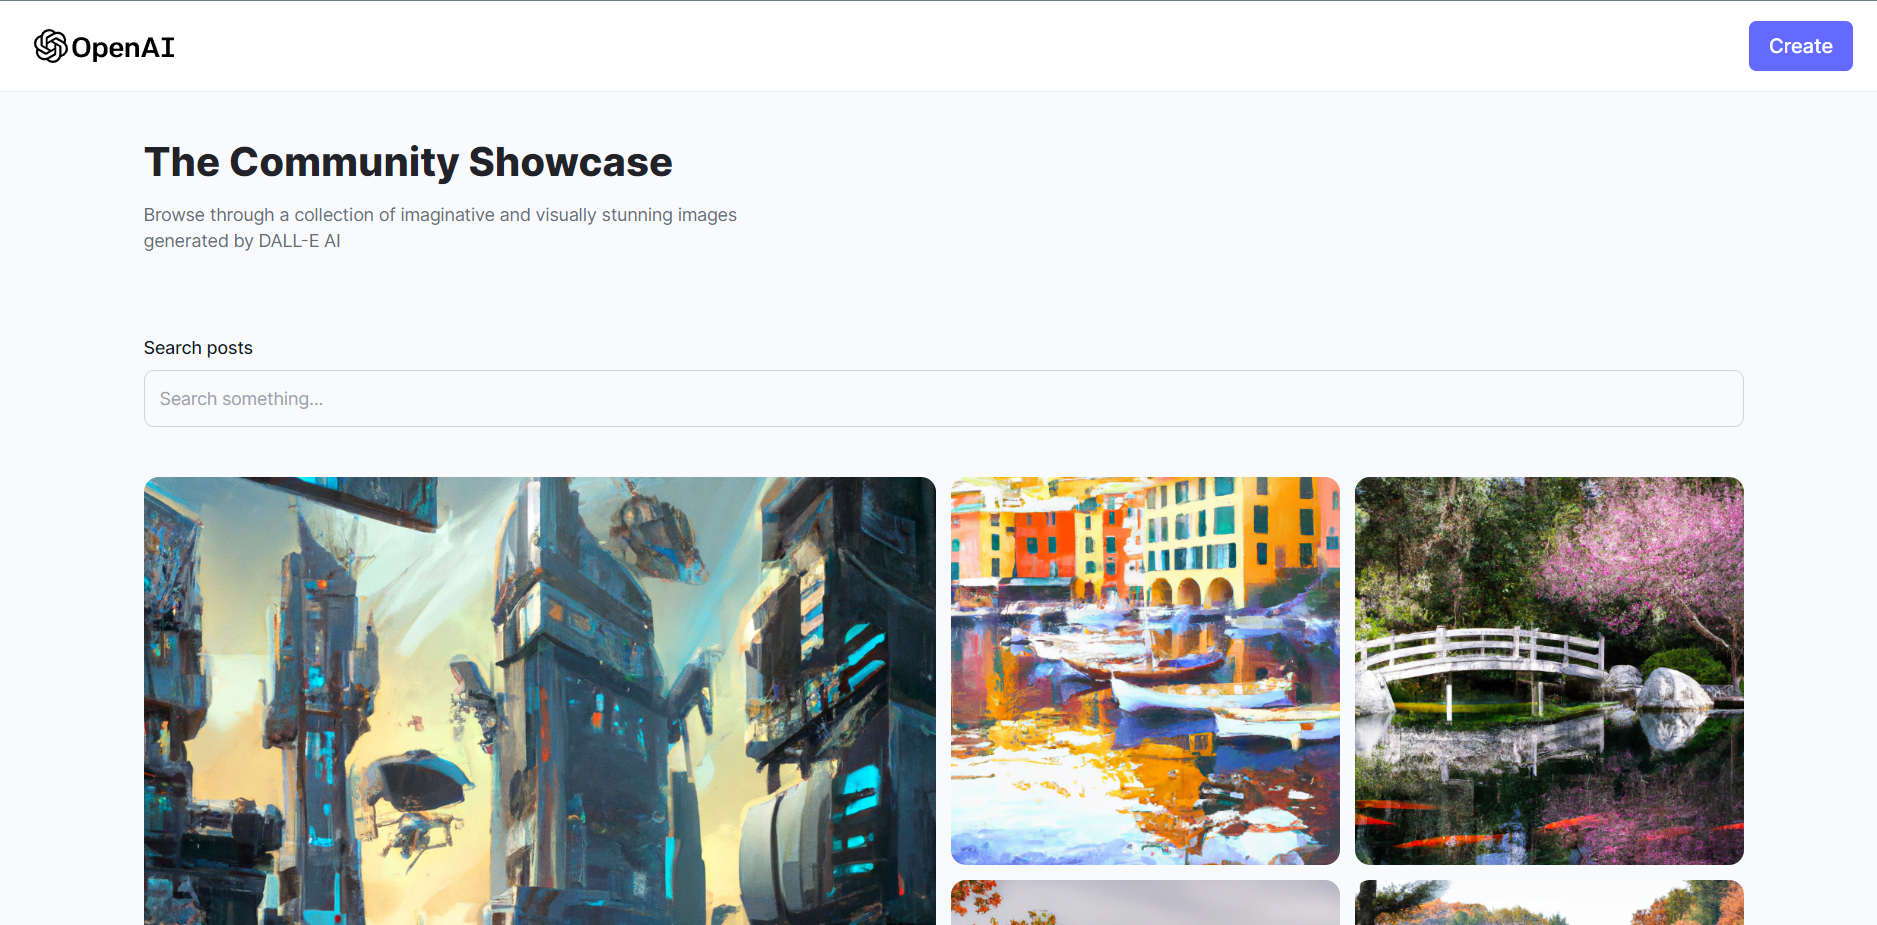 OpenAI
Create
The Community Showcase
Browse through a collection of imaginative and visually stunning images
generated by DALL-E AI
Search posts
Search something...